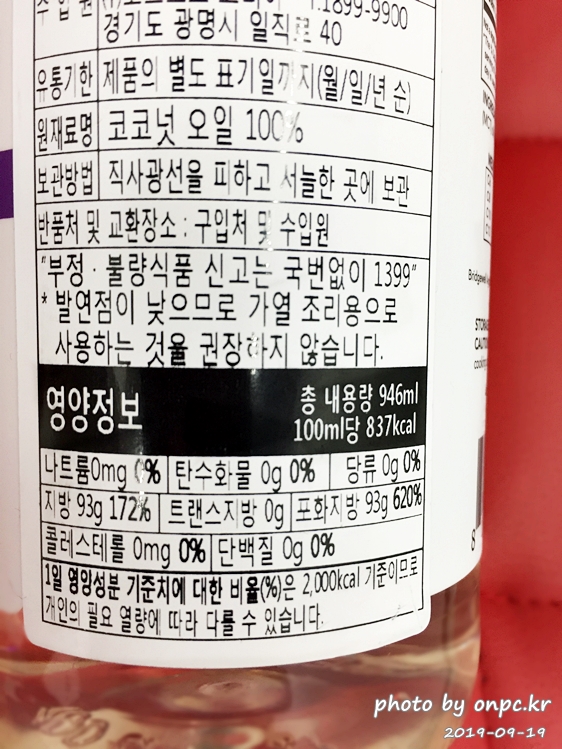 1899-9900
경기도 광명시 일직로 40
유통기한 제품의 별도 표기일까지(월/일/년 순)
원재료명 코코넛 오일 100%
보관방법 직사광선을 피하고 서늘한 곳에 보관
반품처 및 교환장소 : 구입처 및 수입원
"부정 · 불량식품 신고는 국번없이 1399"
* 발연점이 낮으므로 가열 조리용으로
사용하는 것을 권장하지 않습니다.
영양정보
총 내용량 946ml
100ml당 837kcal
나트륨0mg 0% 탄수화물 0g 0% 당류 0g 0%
지방 93g 172% 트랜스지방 0g 포화지방 93g 620%
콜레스테롤 0mg 0% 단백질 0g 0%
1일 영양성분 기준치에 대한 비율(%)은 2,000kcal 기준이므로
개인의 필요 열량에 따라 다를 수 있습니다.
photo by onpc.kr
2019-09-19